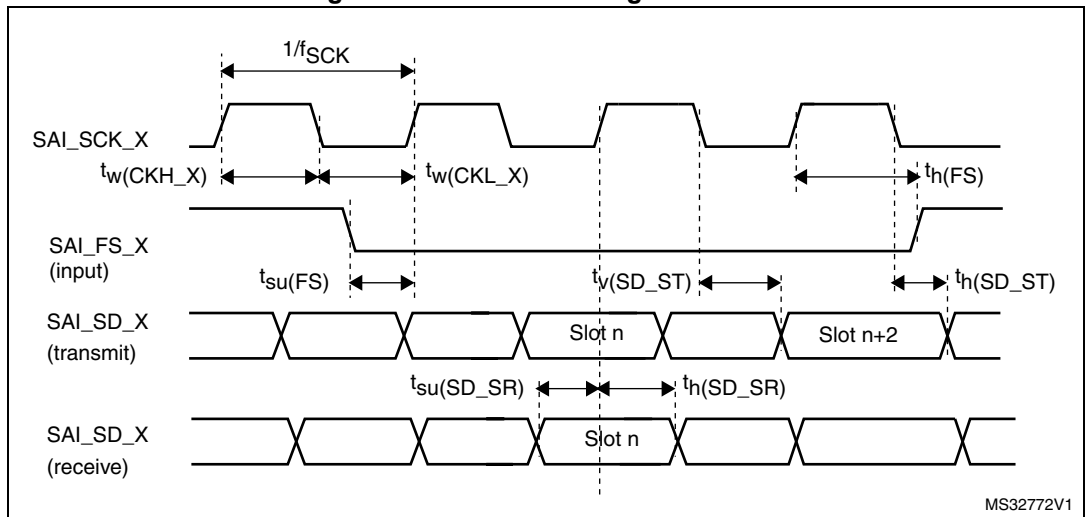 1/fSCK
SAI_SCK_X
tw(CKH_X)
tw(CKL_X)
th(FS)
SAI_FS_X
(input)
tsu(FS)
tv(SD_ST)
th(SD_ST)
SAI_SD_X
(transmit)
Slot n
Slot n+2
tsu(SD_SR)
th(SD_SR)
SAI_SD_X
(receive)
Slot n
MS32772V1